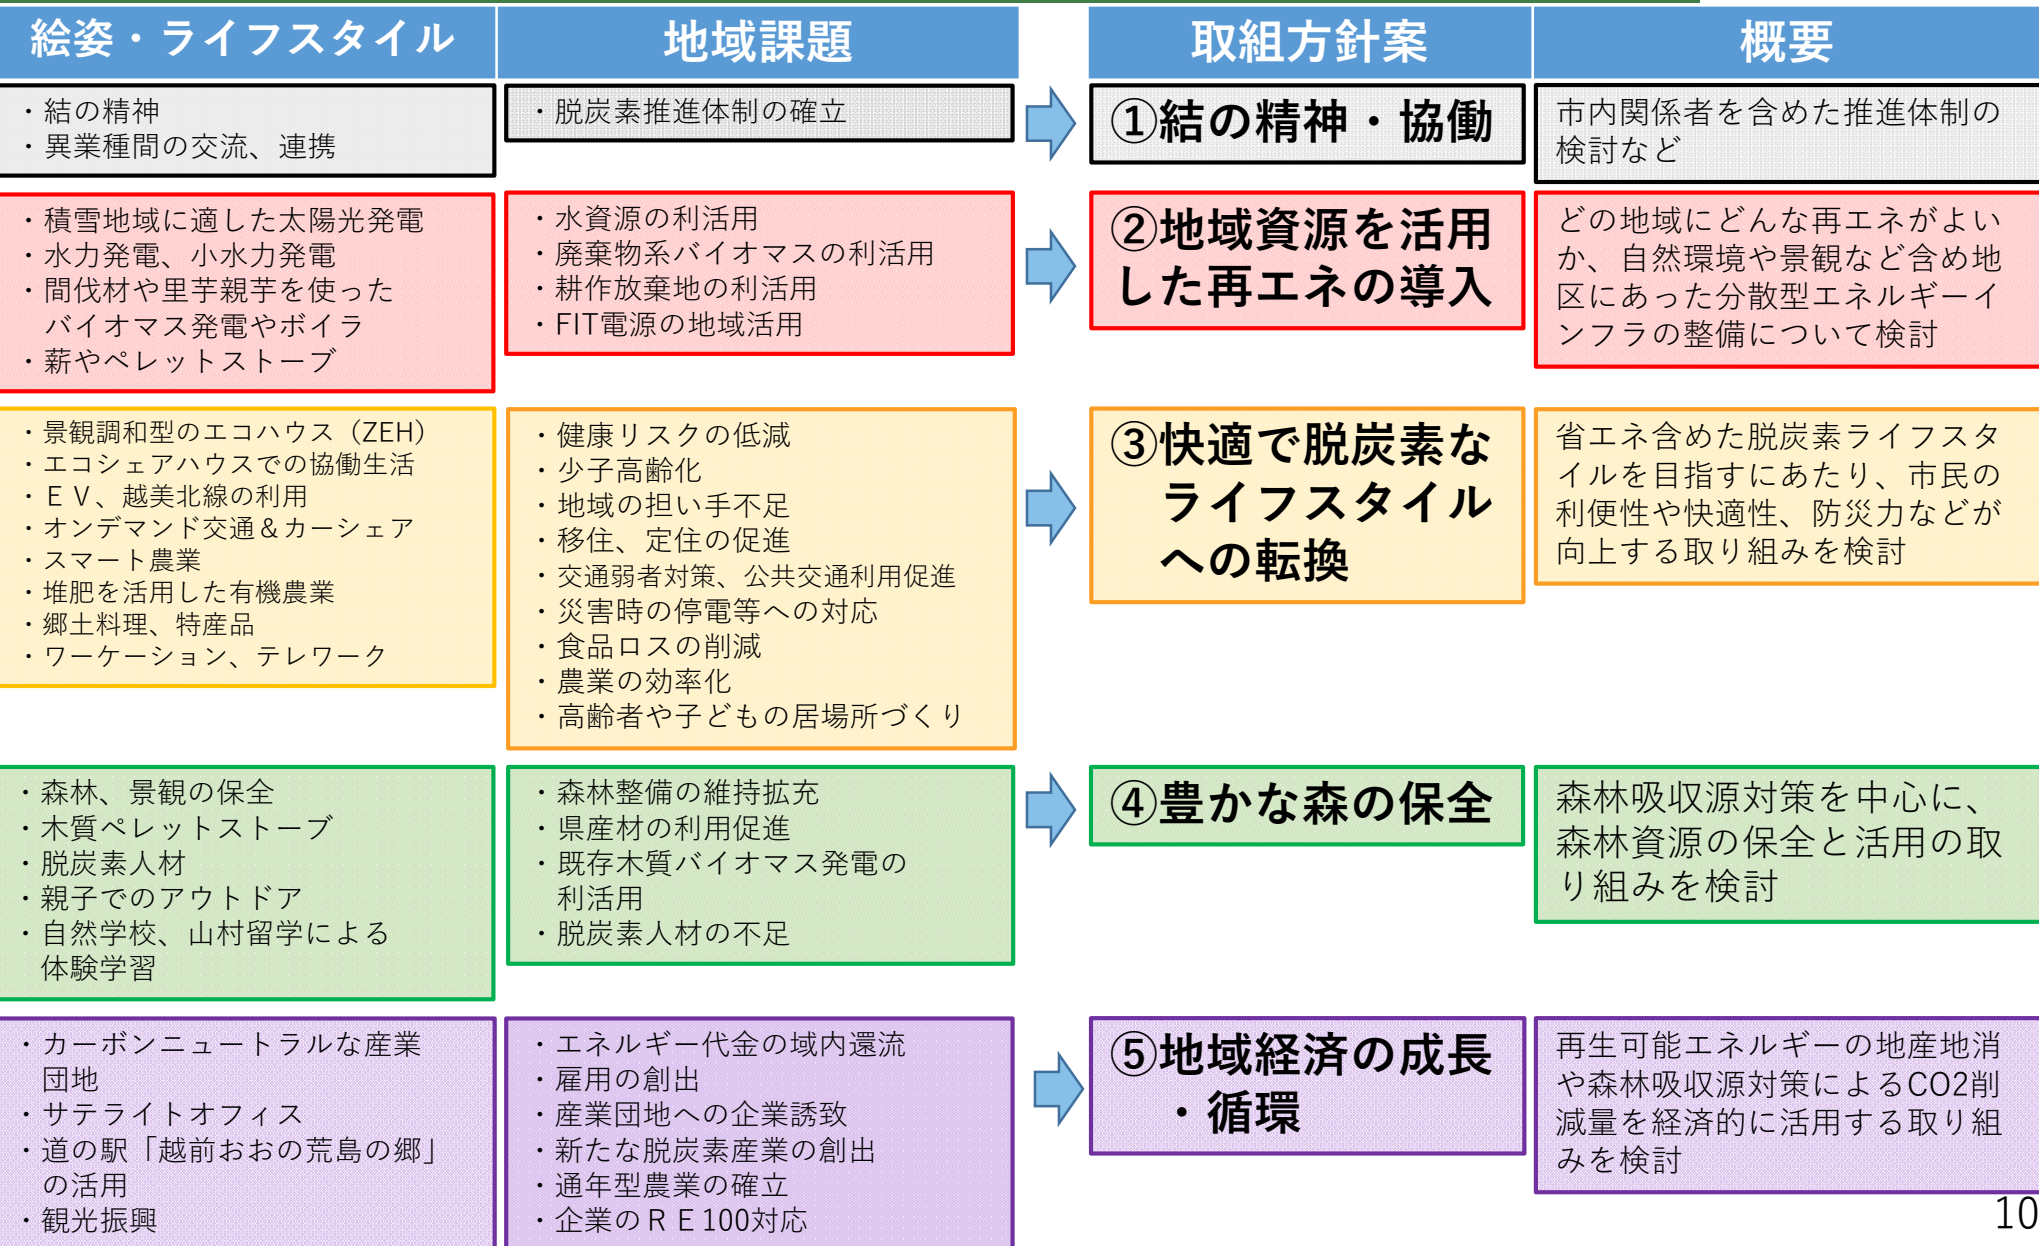 絵姿・ライフスタイル
地域課題
取組方針案
概要
・結の精神
・異業種間の交流、連携
・脱炭素推進体制の確立
①結の精神・協働
市内関係者を含めた推進体制の
検討など
・積雪地域に適した太陽光発電
・水力発電、小水力発電
・間伐材や里芋親芋を使った
バイオマス発電やボイラ
・薪やペレットストーブ
・水資源の利活用
・廃棄物系バイオマスの利活用
・耕作放棄地の利活用
・FIT電源の地域活用
②地域資源を活用
した再エネの導入
どの地域にどんな再エネがよい
か、自然環境や景観など含め地
区にあった分散型エネルギーイ
ンフラの整備について検討
・景観調和型のエコハウス（ZEH）
・エコシェアハウスでの協働生活
・ＥＶ、越美北線の利用
・オンデマンド交通＆カーシェア
・スマート農業
・堆肥を活用した有機農業
・郷土料理、特産品
・ワーケーション、テレワーク
・健康リスクの低減
・少子高齢化
・地域の担い手不足
・移住、定住の促進
・交通弱者対策、公共交通利用促進
・災害時の停電等への対応
・食品ロスの削減
・農業の効率化
・高齢者や子どもの居場所づくり
③快適で脱炭素な
ライフスタイル
への転換
省エネ含めた脱炭素ライフスタ
イルを目指すにあたり、市民の
利便性や快適性、防災力などが
向上する取り組みを検討
・森林、景観の保全
・木質ペレットストーブ
・脱炭素人材
・親子でのアウトドア
・自然学校、山村留学による
体験学習
・森林整備の維持拡充
・県産材の利用促進
・既存木質バイオマス発電の
利活用
・脱炭素人材の不足
④豊かな森の保全
森林吸収源対策を中心に、
森林資源の保全と活用の取
り組みを検討
・カーボンニュートラルな産業
団地
・サテライトオフィス
・道の駅「越前おおの荒島の郷」
の活用
・観光振興
・エネルギー代金の域内還流
・雇用の創出
・産業団地への企業誘致
・新たな脱炭素産業の創出
・通年型農業の確立
・企業のＲＥ100対応
⑤地域経済の成長
・循環
再生可能エネルギーの地産地消
や森林吸収源対策によるCO2削
減量を経済的に活用する取り組
みを検討
10